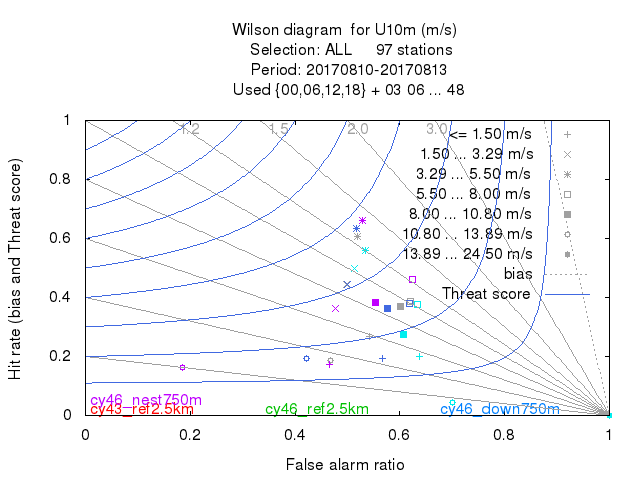 Wilson diagram  for U10m (m/s)
Selection: ALL     97 stations
Period: 20170810-20170813
Used {00,06,12,18} + 03 06 ... 48
1.2 1.5 2.0 3.0
<= 1.50 m/s
1.50 ... 3.29 m/s
3.29 ... 5.50 m/s
5.50 ... 8.00 m/s
8.00 ... 10.80 m/s
10.80 ... 13.89 m/s
13.89 ... 24.50 m/s
bias
Threat score
Hit rate (bias and Threat score)
1
0.8
0.6
0.4
0.2
0
cy46_nest750m
cy43_ref2.5km cy46_ref2.5km cy46_down750m
0 0.2 0.4 0.6 0.8 1
False alarm ratio